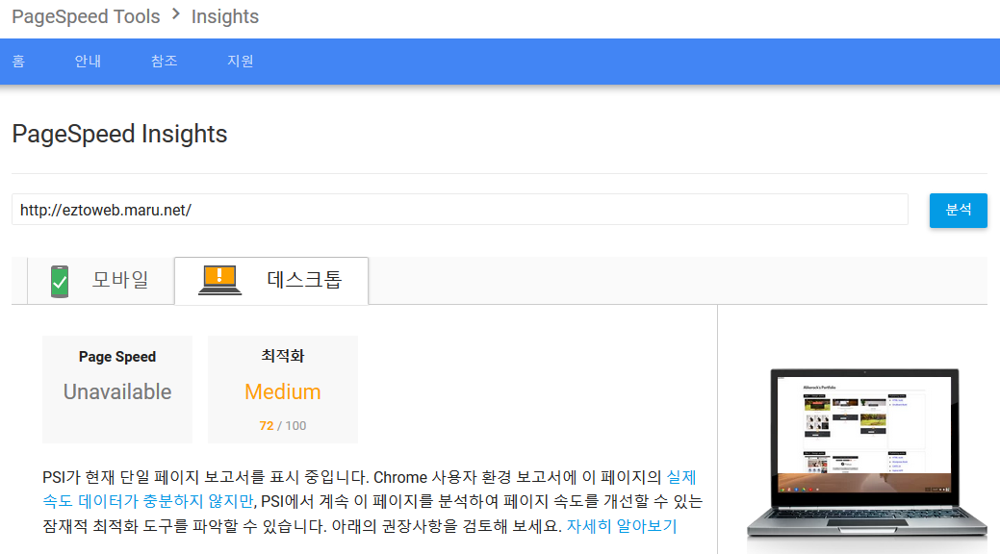 PageSpeed Tools > Insights
홈 안내 참조 지원
PageSpeed Insights
http://eztoweb.maru.net/ 분석
모바일 데스크톱
Page Speed 최적화
Unavailable Medium
72 / 100
PSI가 현재 단일 페이지 보고서를 표시 중입니다. Chrome 사용자 환경 보고서에 이 페이지의 실제
속도 데이터가 충분하지 않지만, PSI에서 계속 이 페이지를 분석하여 페이지 속도를 개선할 수 있는
잠재적 최적화 도구를 파악할 수 있습니다. 아래의 권장사항을 검토해 보세요. 자세히 알아보기